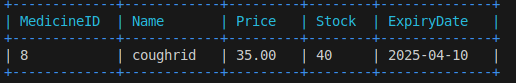 | MedicineID | Name | Price | Stock | ExpiryDate |
| 8 | coughrid | 35.00 | 40 | 2025-04-10 |